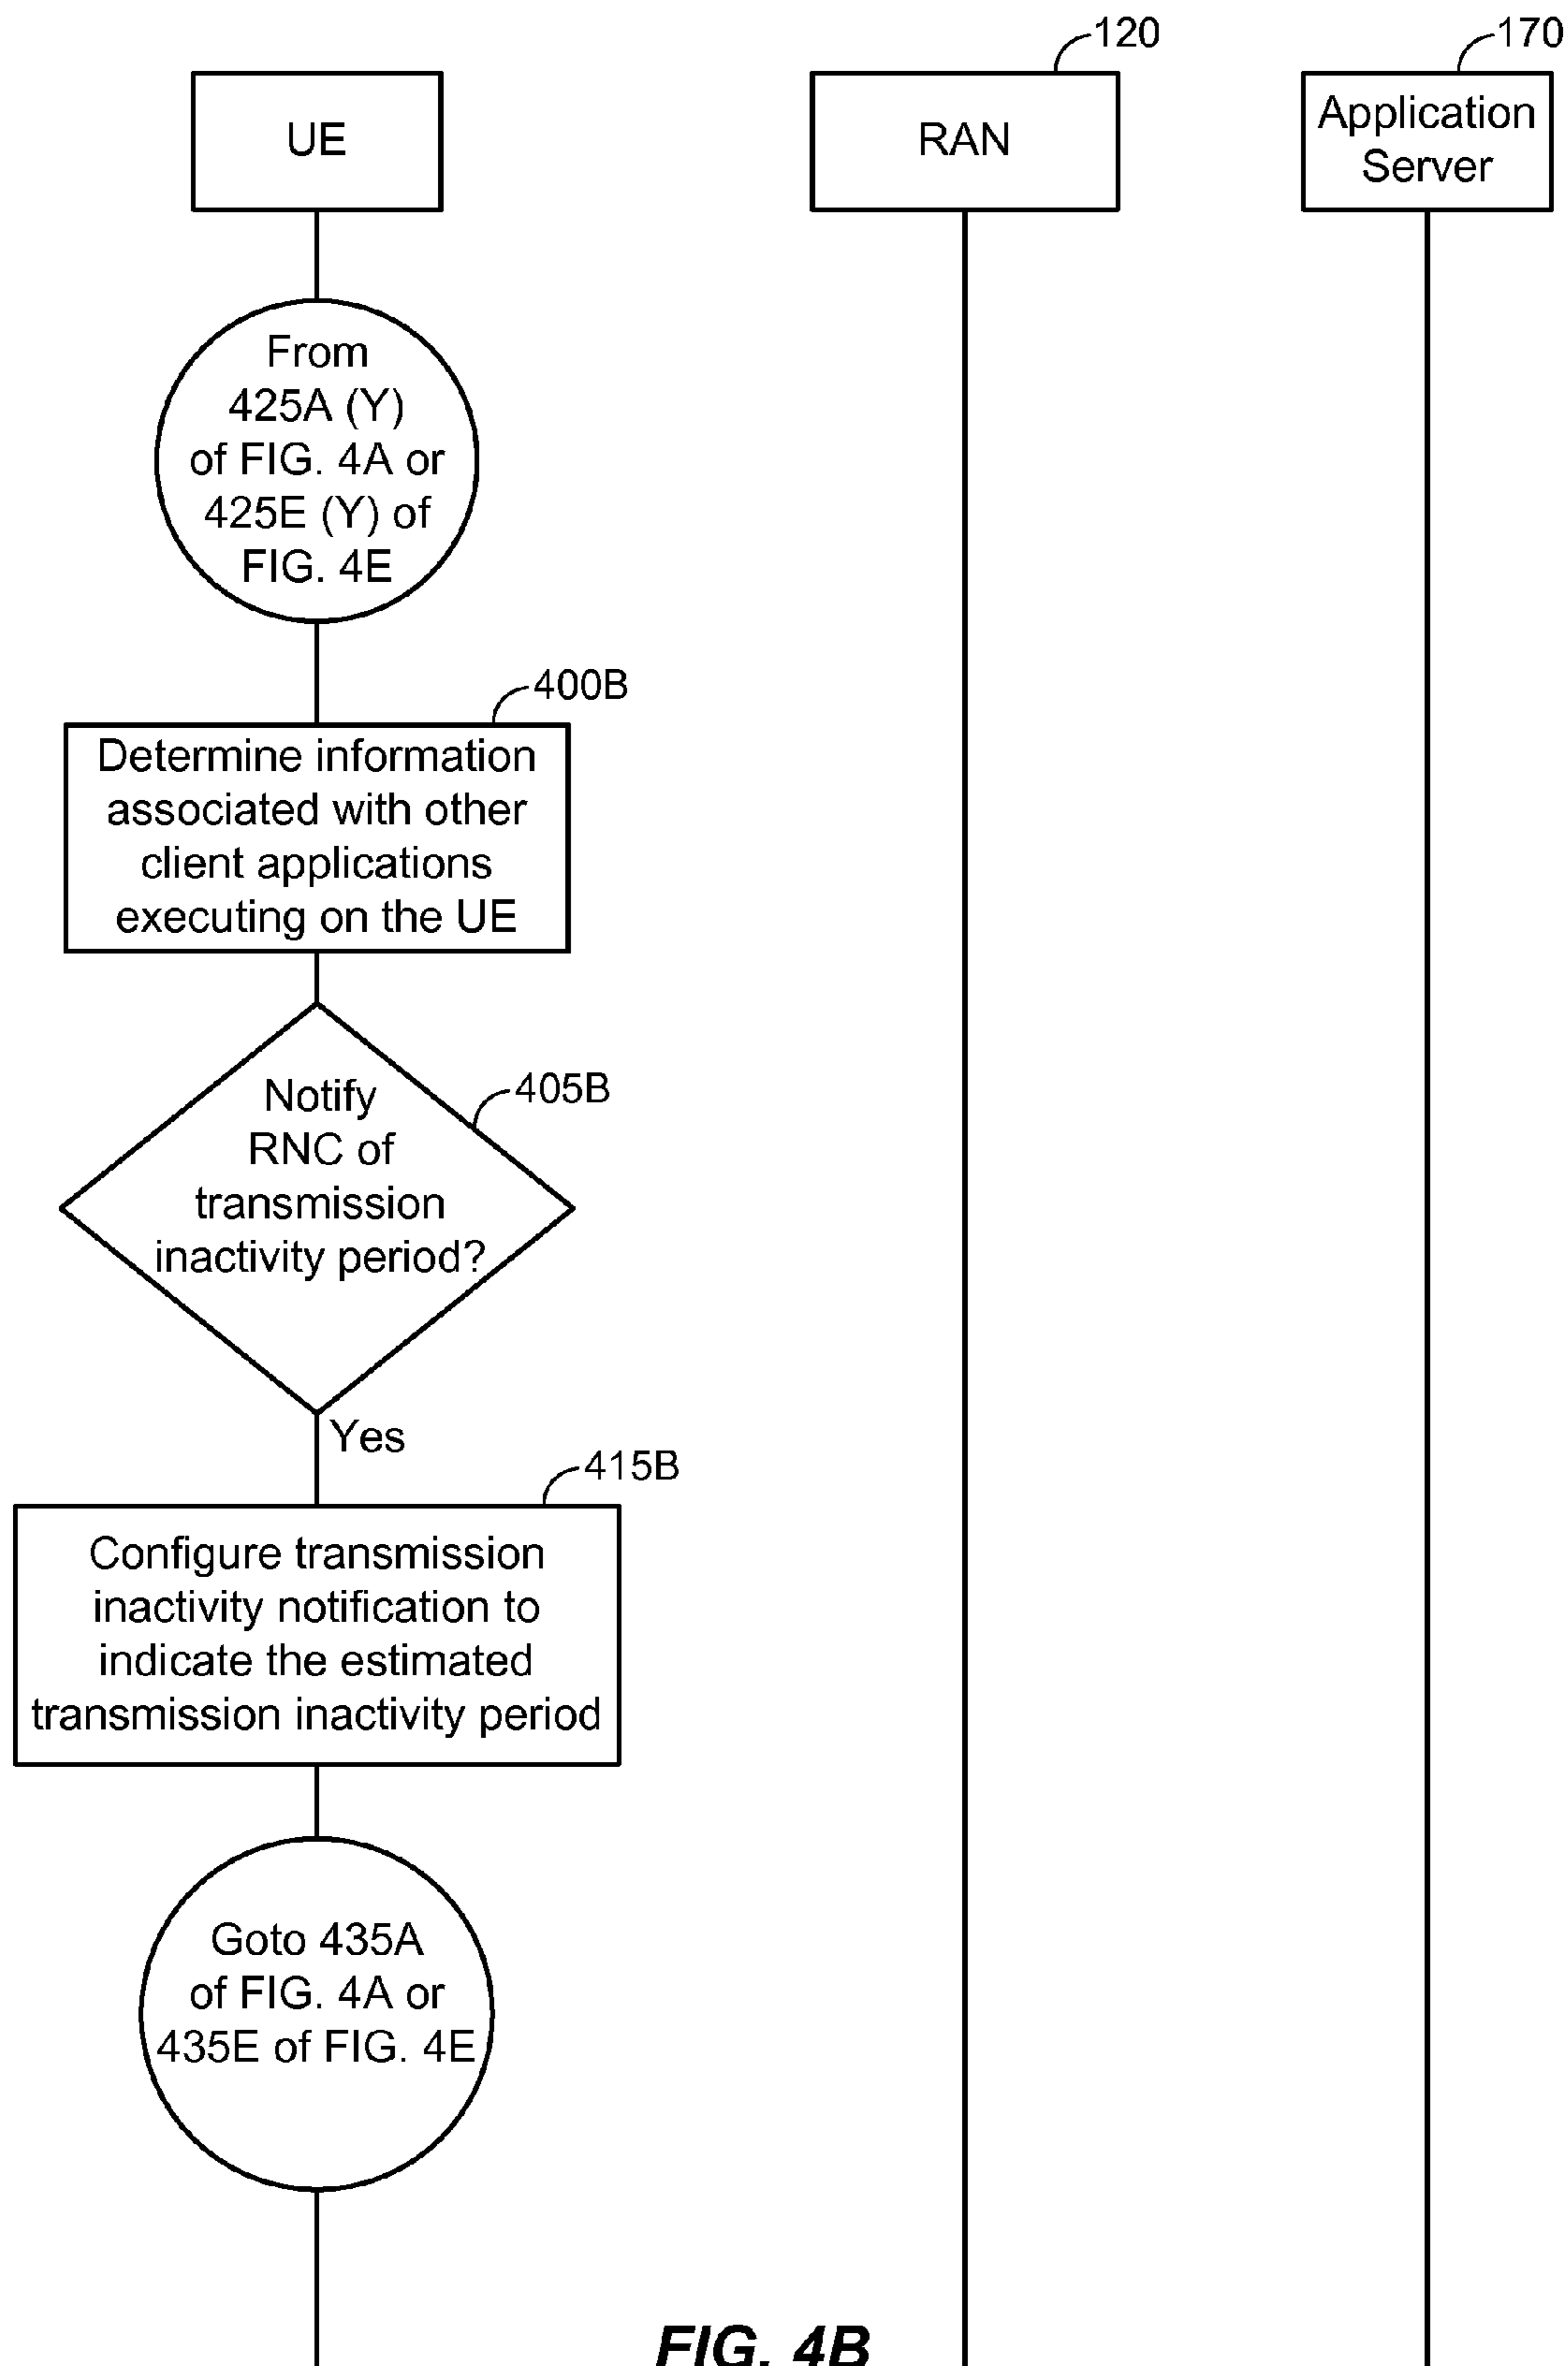 120
170
UE
RAN
Application
Server
From
425A (Y)
of FIG. 4A or
425E (Y) of
FIG. 4E
400B
Determine information
associated with other
client applications
executing on the UE
405B
Notify
RNC of
transmission
inactivity period?
Yes
415B
Configure transmission
inactivity notification to
indicate the estimated
transmission inactivity period
Goto 435A
of FIG. 4A or
435E of FIG. 4E
FIG. 4B